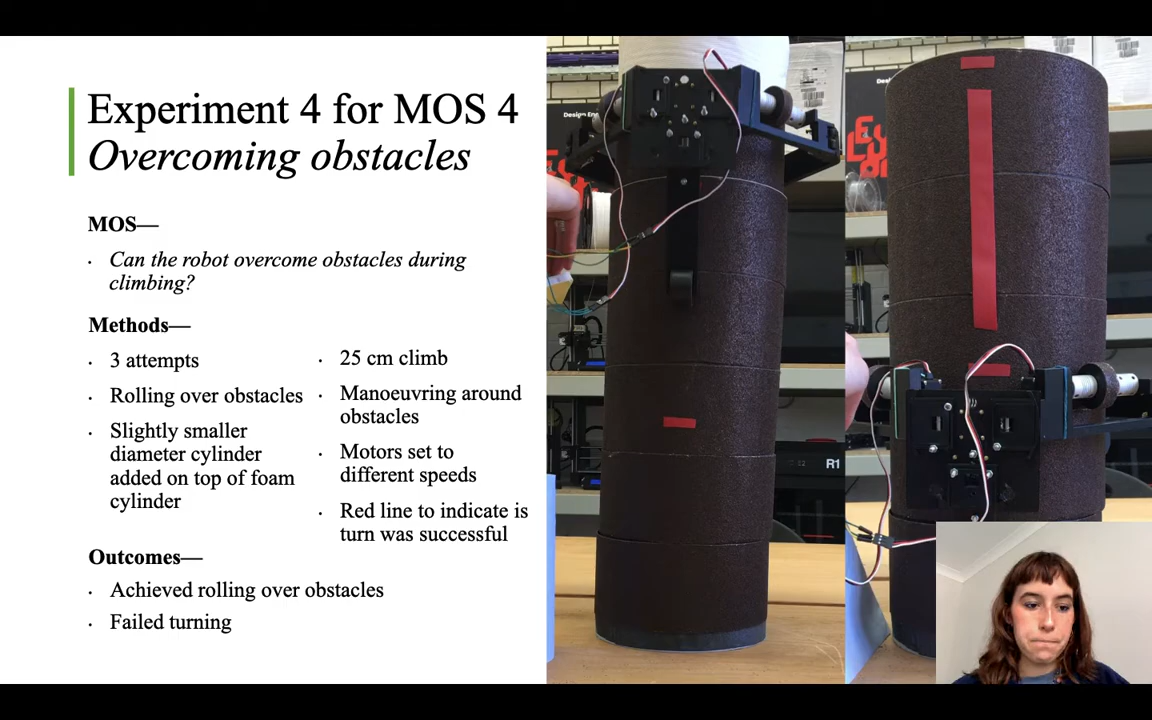 Experiment 4 for MOS 4
Overcoming obstacles
MOS—
· Can the robot overcome obstacles during
climbing?
Methods—
· 3 attempts
· Rolling over obstacles
· Slightly smaller
diameter cylinder
added on top of foam
cylinder
· 25 cm climb
· Manoeuvring around
obstacles
· Motors set to
different speeds
· Red line to indicate is
turn was successful
Outcomes—
· Achieved rolling over obstacles
· Failed turning
Design
R1